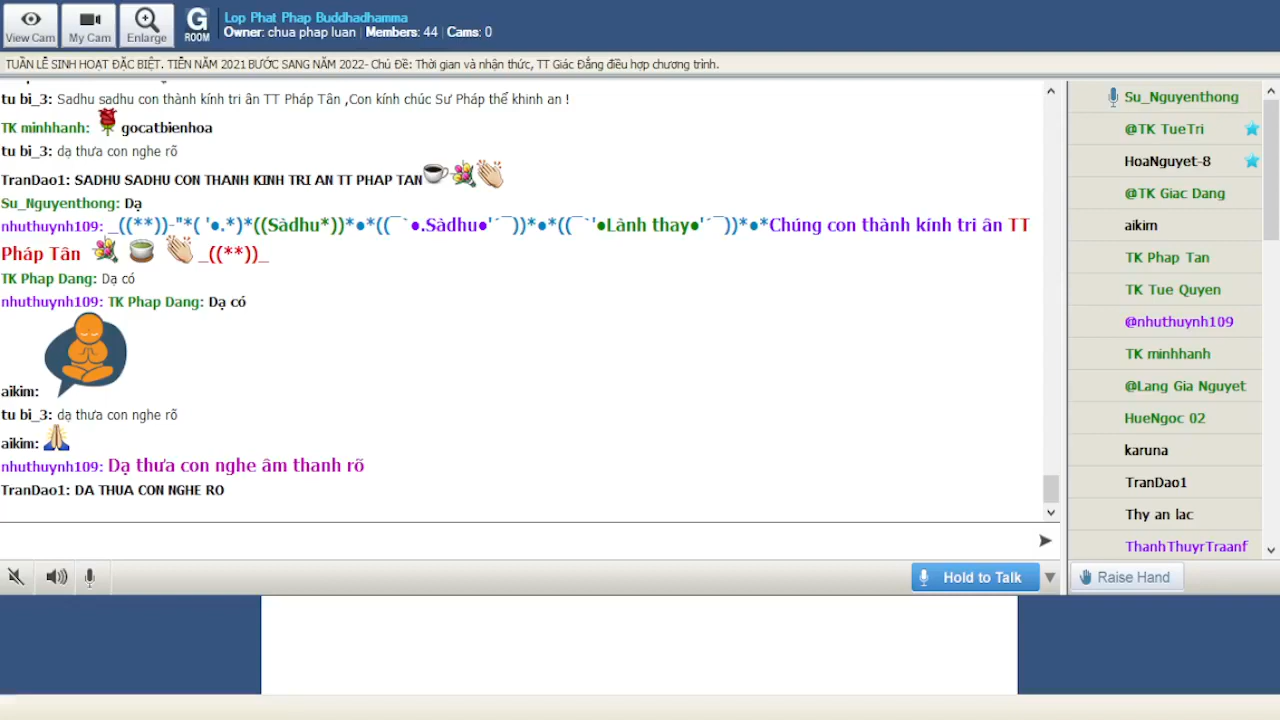 View Cam
My Cam
Enlarge
G
ROOM
Lop Phat Phap Buddhadhamma
Owner: chua phap luan | Members: 44 | Cams: 0
TUẦN LỄ SINH HOẠT ĐẶC BIỆT. TIỄN NĂM 2021 BƯỚC SANG NĂM 2022- Chủ Đề: Thời gian và nhận thức, TT Giác Đẳng điều hợp chương trình.
tu bi_3: Sadhu sadhu con thành kính tri ân TT Pháp Tân ,Con kính chúc Sư Pháp thể khinh an !
TK minhhanh: gocatbienhoa
tu bi_3: dạ thưa con nghe rõ
TranDao1: SADHU SADHU CON THANH KINH TRI AN TT PHAP TAN
Su_Nguyenthong: Dạ
nhuthuynh109: _((**))-"*( '●.*)*((Sàdhu*))*●*((¯`●.Sàdhu●'´¯))*●*((¯`'●Lành thay●'´¯))*●*Chúng con thành kính tri ân TT
Pháp Tân _((**))_
TK Phap Dang: Dạ có
nhuthuynh109: TK Phap Dang: Dạ có
aikim:
tu bi_3: dạ thưa con nghe rõ
aikim:
nhuthuynh109: Dạ thưa con nghe âm thanh rõ
TranDao1: DA THUA CON NGHE RO
Hold to Talk
Su_Nguyenthong
@TK TueTri
HoaNguyet-8
@TK Giac Dang
aikim
TK Phap Tan
TK Tue Quyen
@nhuthuynh109
TK minhhanh
@Lang Gia Nguyet
HueNgoc 02
karuna
TranDao1
Thy an lac
ThanhThuyrTraanf
Raise Hand